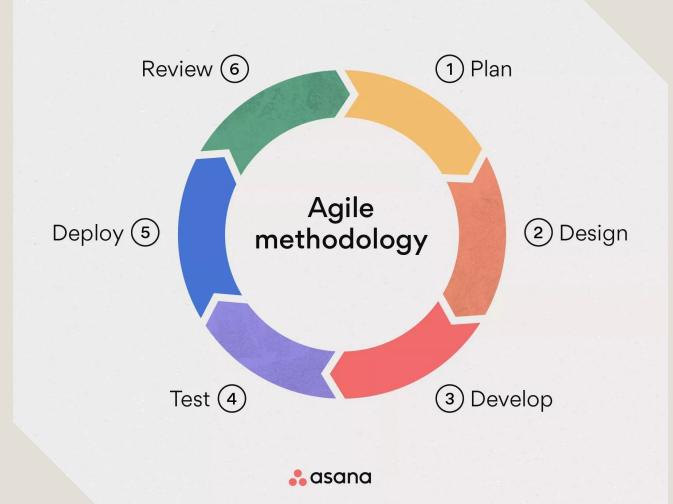 Review 6
1 Plan
Deploy 5
Agile
methodology
2 Design
Test 4
3 Develop
asana